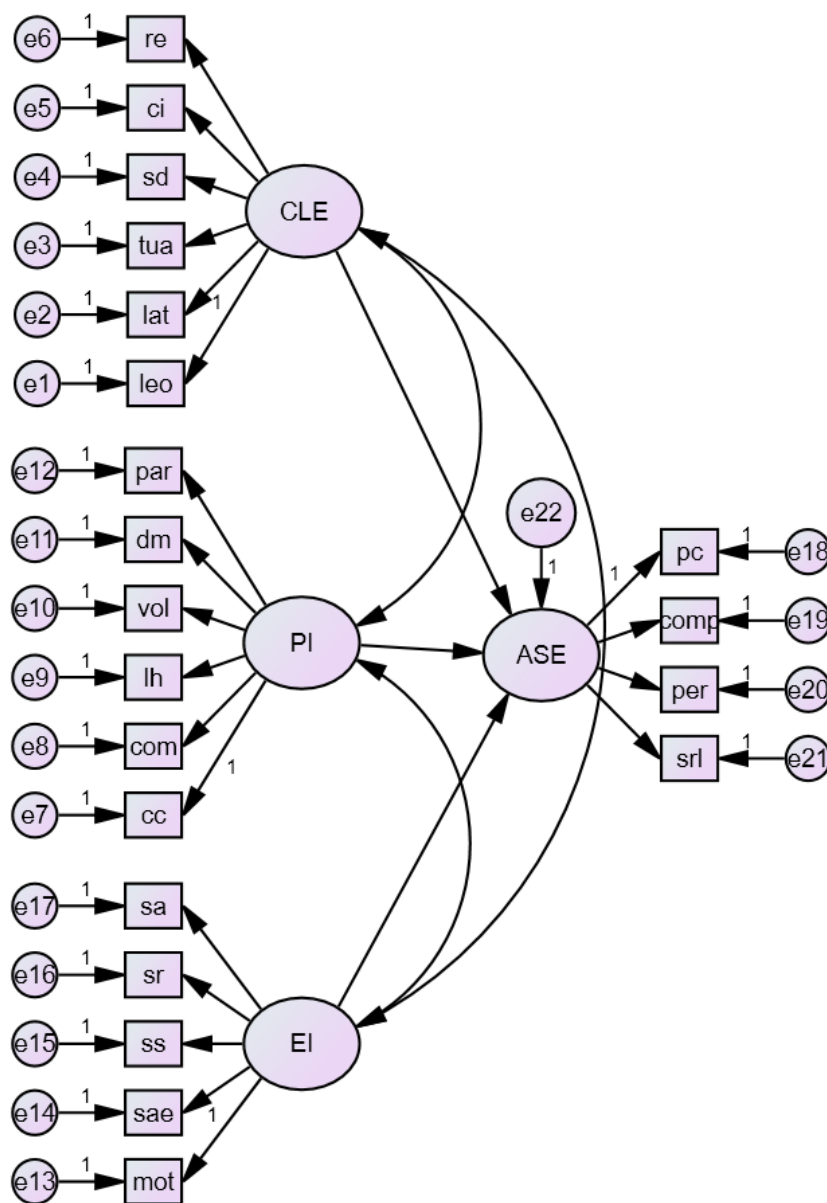 e6 1 re
e5 1 ci
e4 1 sd
CLE
e3 1 tua
e2 1 lat 1
e1 1 leo
e12 1 par
e11 1 dm
e22
1
e10 1 vol
PI
e9 1 lh
e8 1 com
1
e7 1 cc
ASE
1 pc 1 e18
comp 1 e19
per 1 e20
srl 1 e21
e17 1 sa
e16 1 sr
e15 1 ss
EI
e14 1 sae 1
e13 1 mot